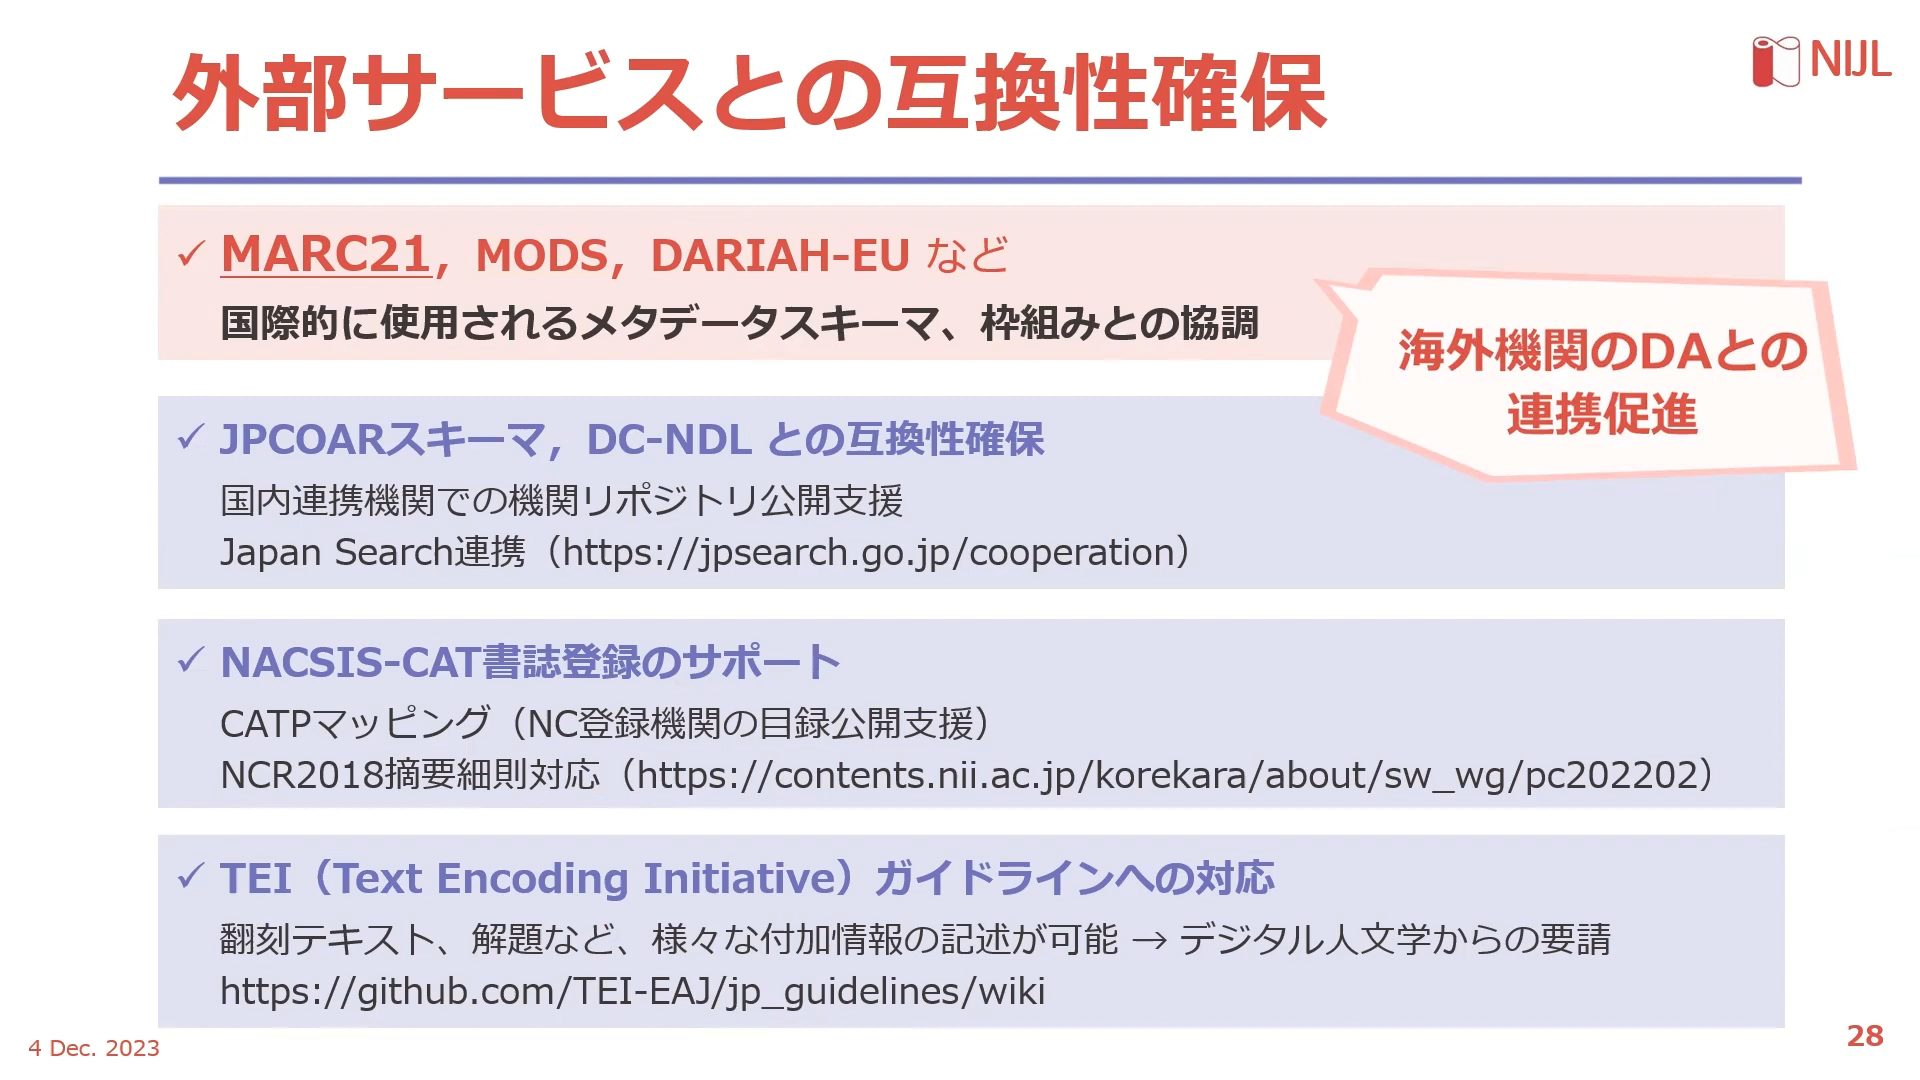 外部サービスとの互換性確保
NIJL
✓ MARC21，MODS，DARIAH-EU など
国際的に使用されるメタデータスキーマ、枠組みとの協調
海外機関のDAとの
連携促進
✓ JPCOARスキーマ，DC-NDL との互換性確保
国内連携機関での機関リポジトリ公開支援
Japan Search連携（https://jpsearch.go.jp/cooperation）
✓ NACSIS-CAT書誌登録のサポート
CATPマッピング（NC登録機関の目録公開支援）
NCR2018摘要細則対応（https://contents.nii.ac.jp/korekara/about/sw_wg/pc202202）
✓ TEI（Text Encoding Initiative）ガイドラインへの対応
翻刻テキスト、解題など、様々な付加情報の記述が可能 → デジタル人文学からの要請
https://github.com/TEI-EAJ/jp_guidelines/wiki
4 Dec. 2023
28